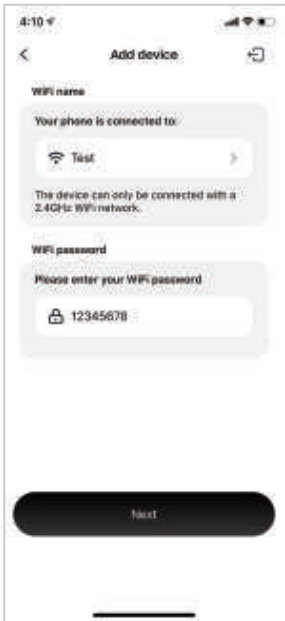 4:10
Add device
WiFi name
Your phone is connected to:
Test
The device can only be connected with a
2.4GHz WiFi network.
WiFi password
Please enter your WiFi password
12345678
Next